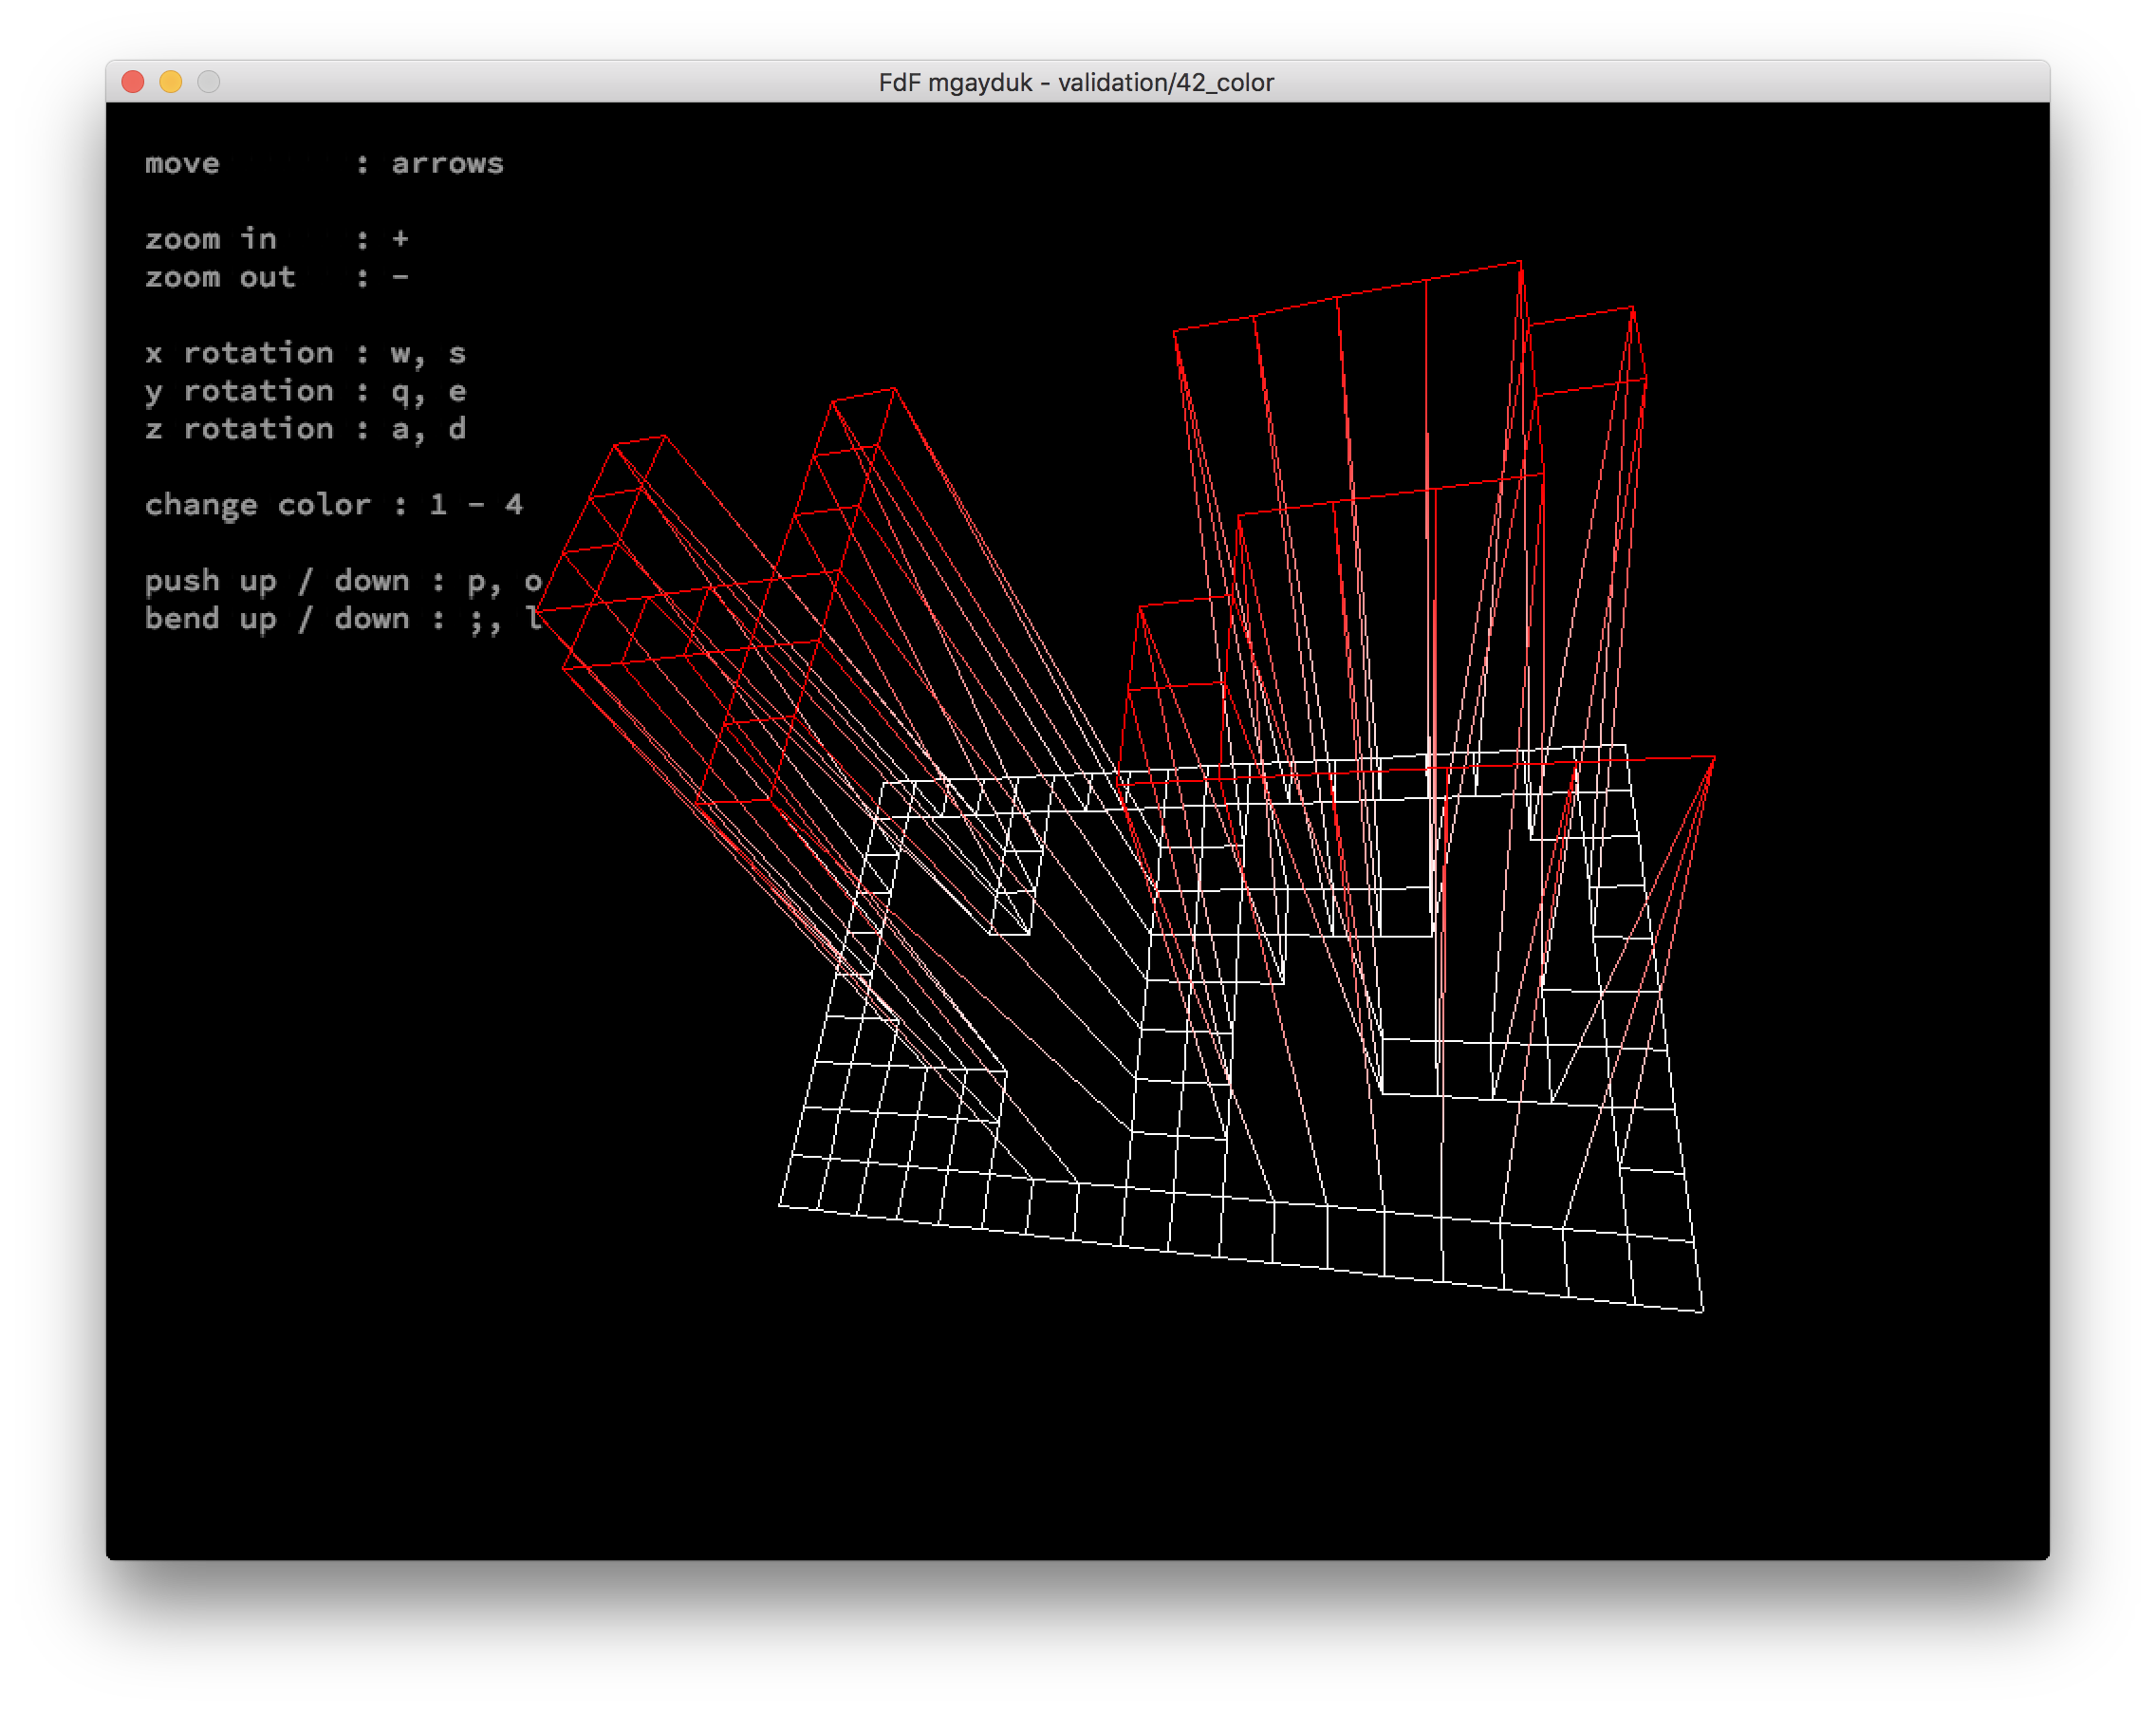 FdF mgayduk - validation/42_color
move : arrows
zoom in : +
zoom out : -
x rotation : w, s
y rotation : q, e
z rotation : a, d
change color : 1 - 4
push up / down : p, o
bend up / down : ;, l